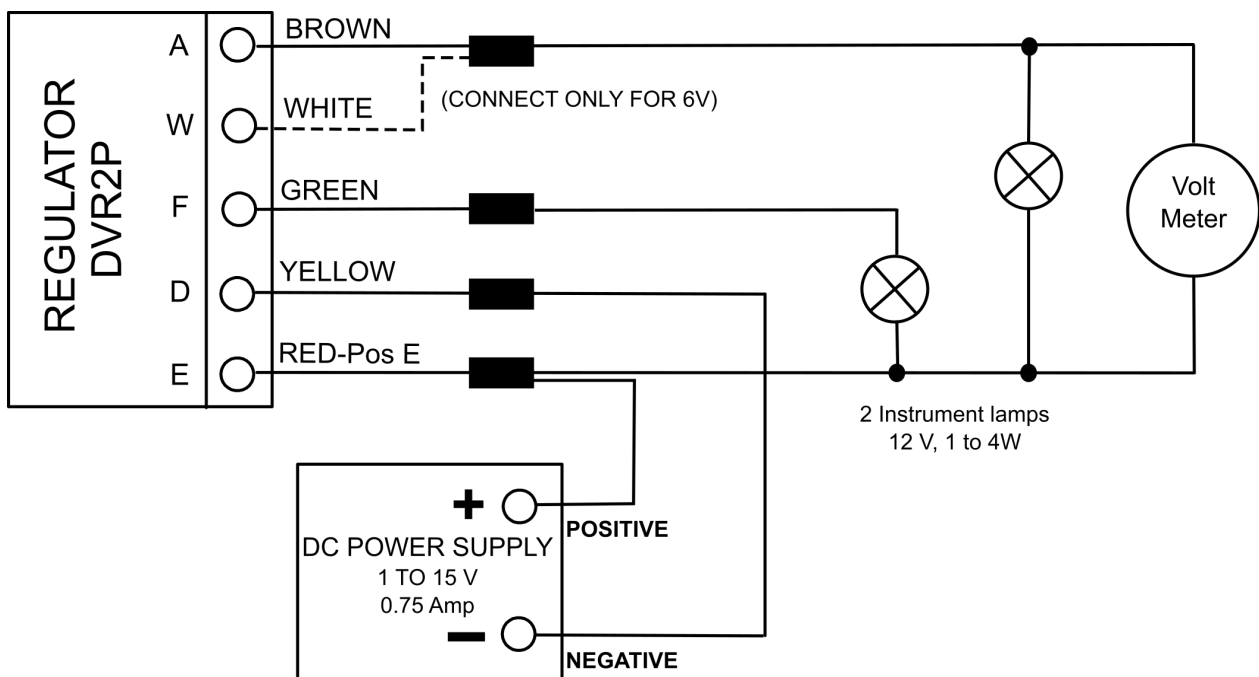 REGULATOR
DVR2P
A
BROWN
W
WHITE
(CONNECT ONLY FOR 6V)
F
GREEN
D
YELLOW
E
RED-Pos E
Volt
Meter
2 Instrument lamps
12 V, 1 to 4W
+
POSITIVE
DC POWER SUPPLY
1 TO 15 V
0.75 Amp
−
NEGATIVE